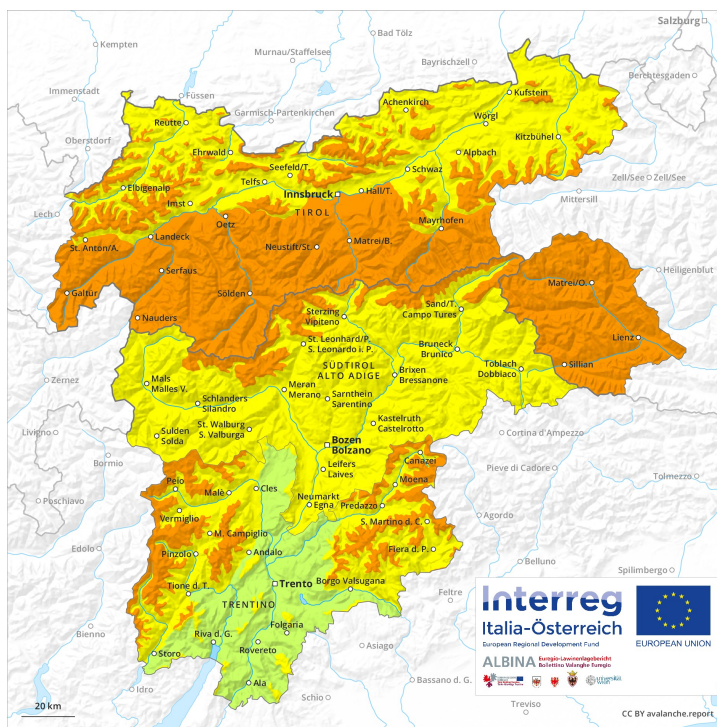 Salzburg
Bad Tölz
Kempten
Murnau/Staffelsee
Bayrischzell
Berchtesgaden
Immenstadt
Füssen
Kufstein
Achenkirch
Garmisch-Partenkirchen
Reutte
Wörgl
Oberstdorf
Ehrwald
Kitzbühel
Seefeld/T.
Alpbach
Schwaz
Telfs
Zell/See
Zell/See
Elbigenalp
Innsbruck
Hall/T.
Mittersill
Imst
Lech
TIROL
Oetz
Mayrhofen
Landeck
Neustift/St.
Matrei/B.
St. Anton/A.
Serfaus
Heiligenblut
Matrei/O.
Galtür
Sölden
Sand/T.
Campo Tures
Nauders
Sterzing
Vipiteno
Lienz
St. Leonhard/P.
S. Leonardo i. P.
Bruneck
Brunico
Toblach
Dobbiaco
Sillian
SÜDTIROL
ALTO ADIGE
Brixen
Bressanone
Zernez
Mals
Malles V.
Meran
Merano
Schlanders
Silandro
Sarnthein
Sarentino
St. Walburg
S. Valburga
Kastelruth
Castelrotto
Livigno
Sulden
Solda
Bozen
Bolzano
Cortina d'Ampezzo
Bormio
Leifers
Laives
Canazei
Pieve di Cadore
Peio
Moena
Tolmezzo
Poschiavo
Malè
Cles
Neumarkt
Egna
Predazzo
Vermiglio
Agordo
S. Martino d. C.
M. Campiglio
Edolo
Pinzolo
Andalo
Fiera d. P.
Belluno
Spilimbergo
Trento
Tione d. T.
Borgo Valsugana
Feltre
TRENTINO
Folgaria
Bienno
Riva d. G.
Storo
Rovereto
Asiago
Idro
Ala
Schio
Bassano d. G.
Treviso
20 km
Interreg
Italia-Österreich
European Regional Development Fund
EUROPEAN UNION
ALBINA
Euregio-Lawinenlagebericht
Bollettino Valanghe Euregio
universität
wien
CC BY avalanche.report